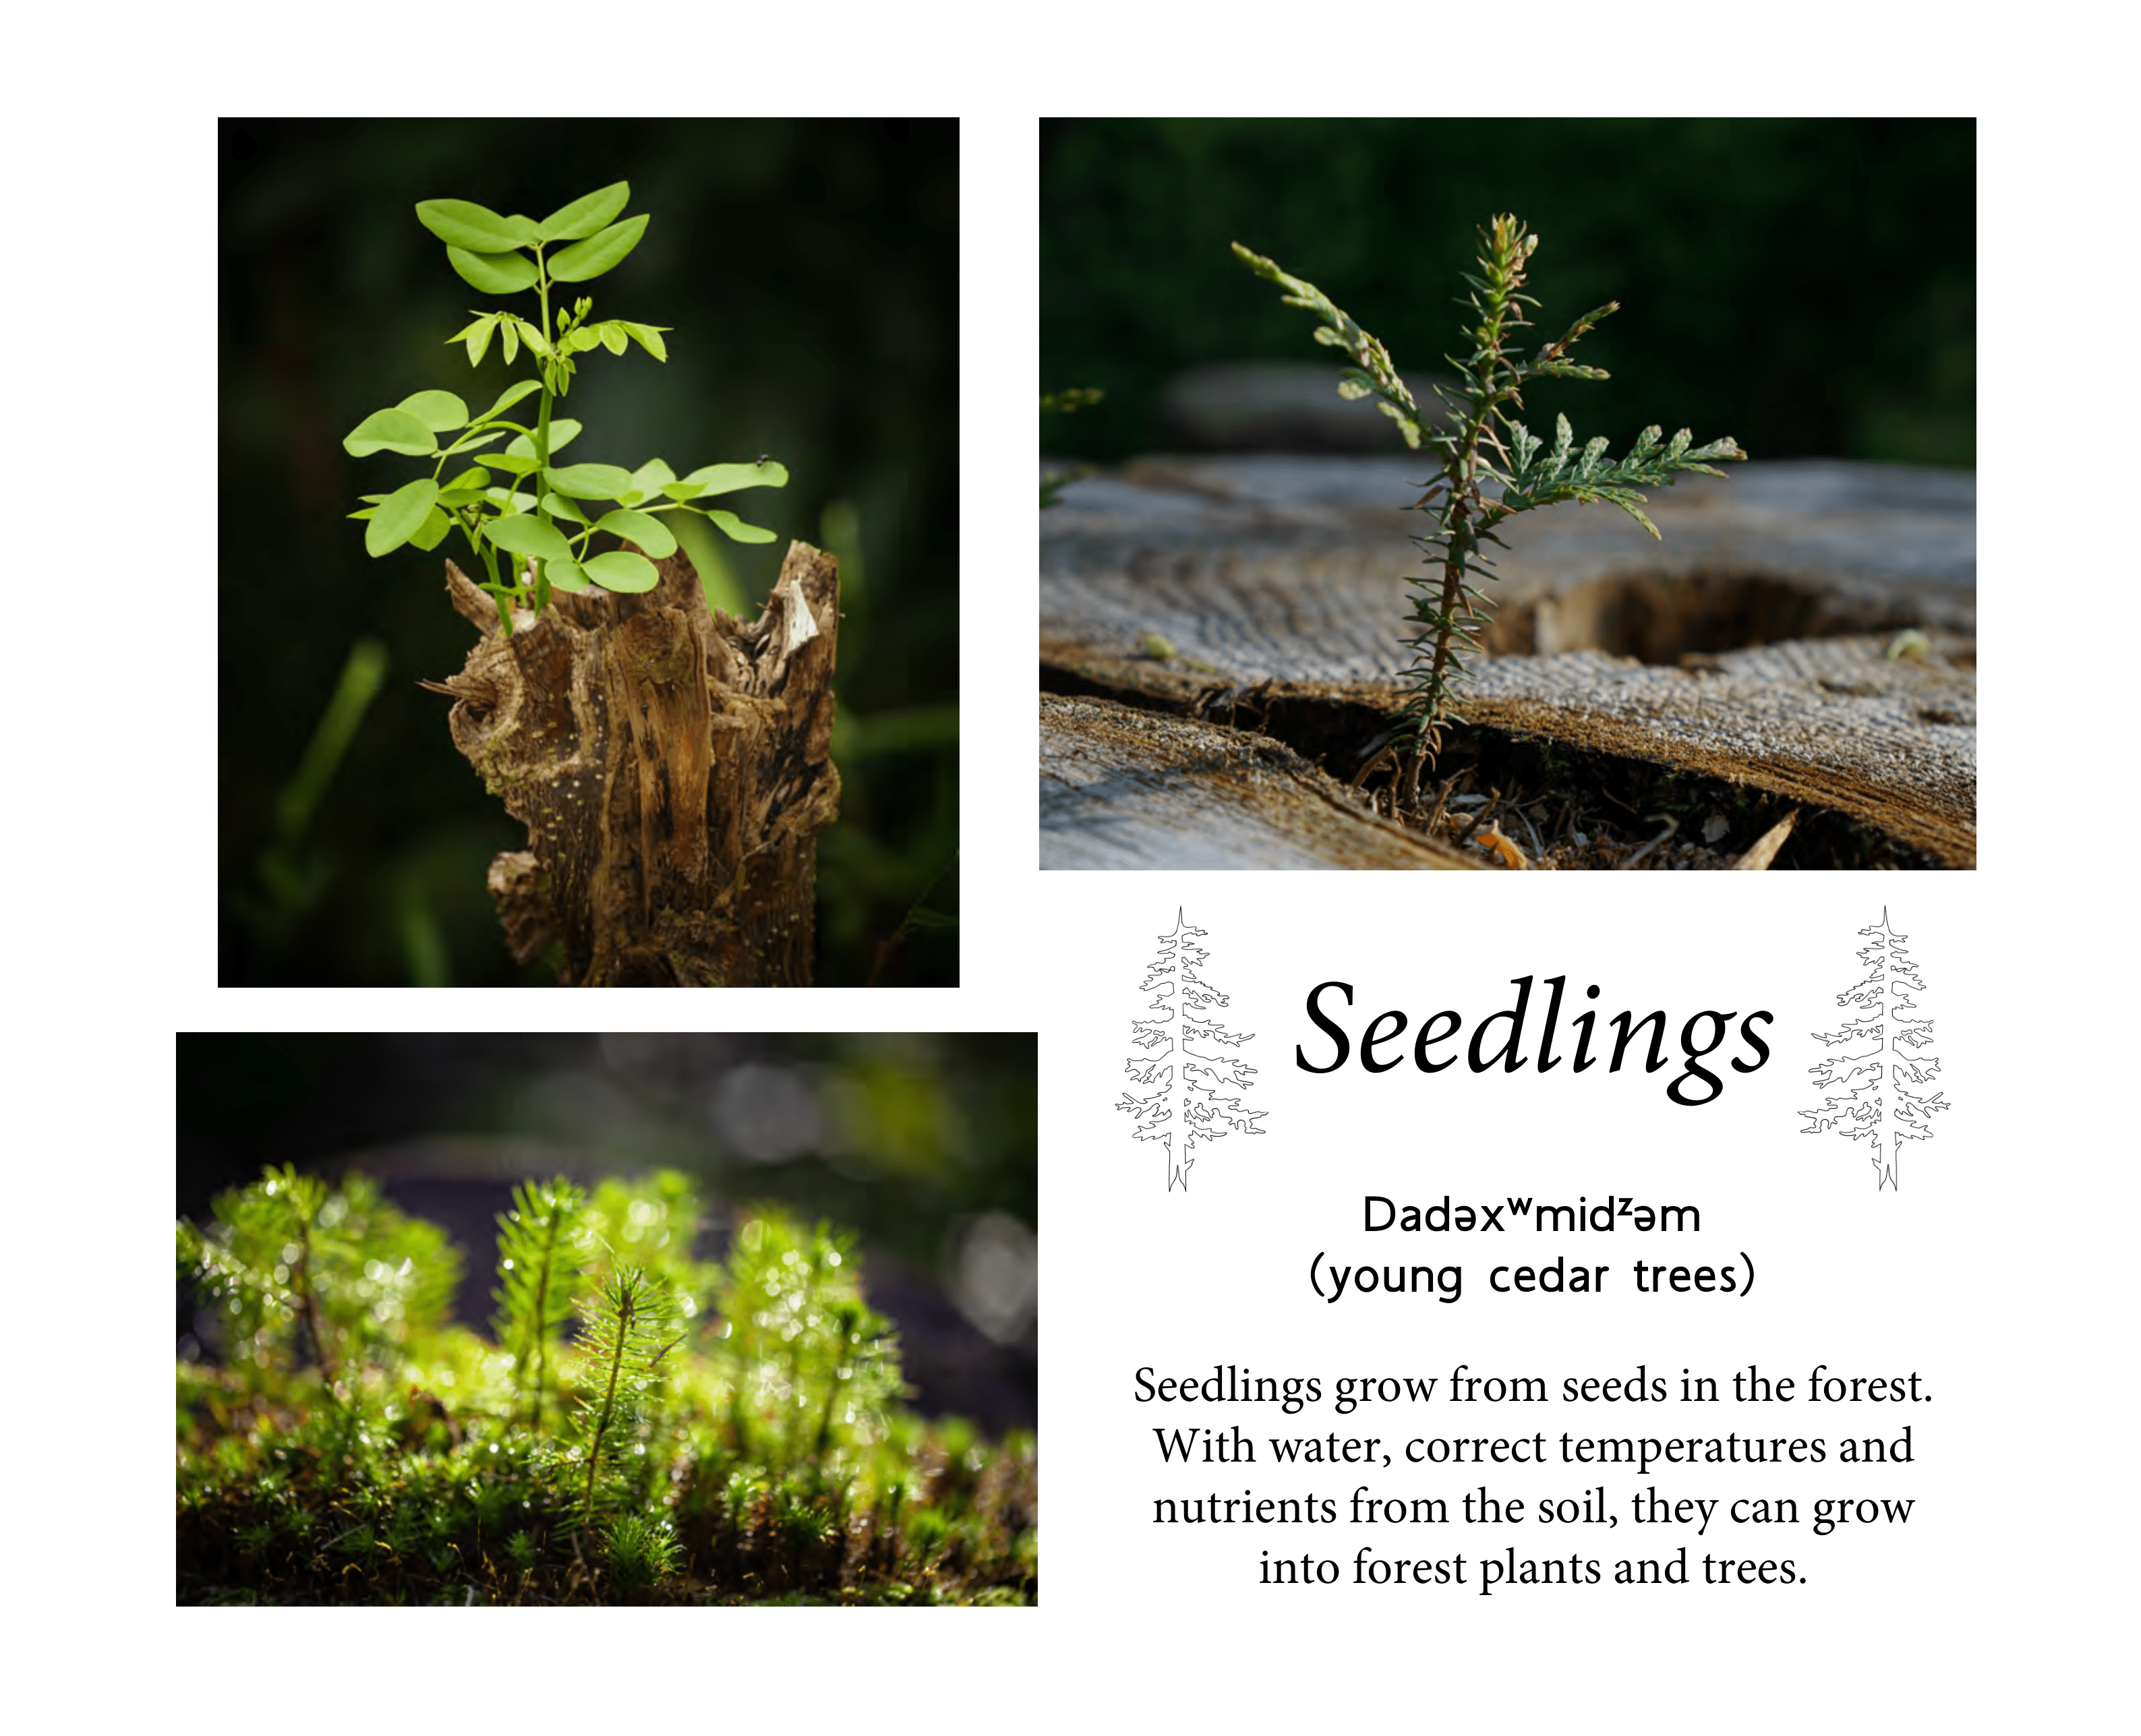 Seedlings
Dadəxʷmidᶻəm
(young cedar trees)
Seedlings grow from seeds in the forest.
With water, correct temperatures and
nutrients from the soil, they can grow
into forest plants and trees.